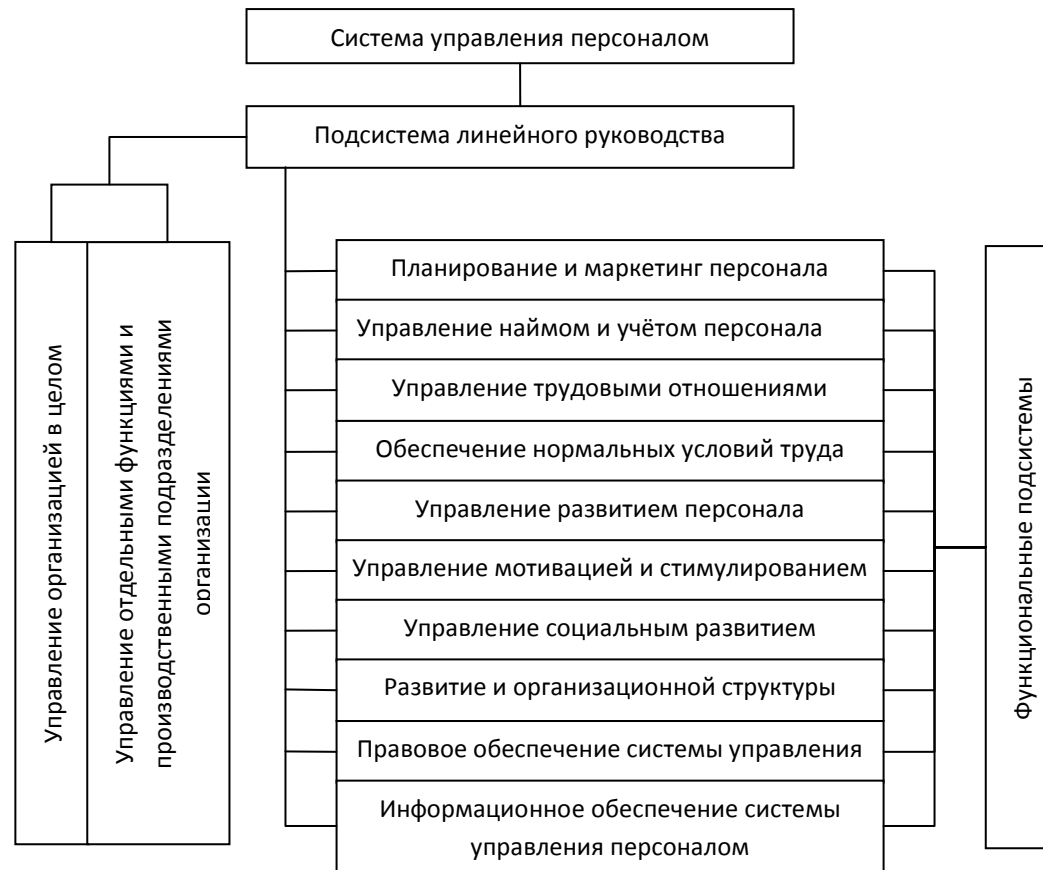 Система управления персоналом
Подсистема линейного руководства
Управление организацией в целом
Управление отдельными функциями и
производственными подразделениями
организации
Планирование и маркетинг персонала
Управление наймом и учётом персонала
Управление трудовыми отношениями
Обеспечение нормальных условий труда
Управление развитием персонала
Управление мотивацией и стимулированием
Управление социальным развитием
Развитие и организационной структуры
Правовое обеспечение системы управления
Информационное обеспечение системы
управления персоналом
Функциональные подсистемы